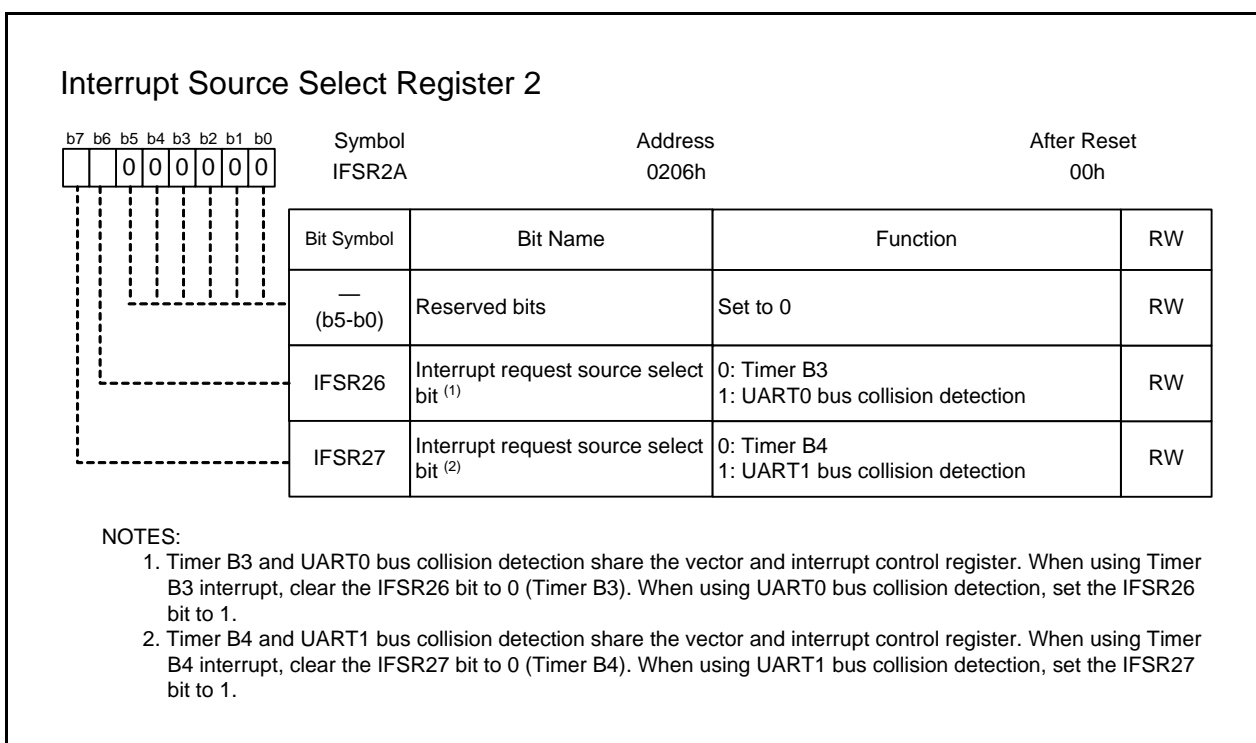 Interrupt Source Select Register 2
b7 b6 b5 b4 b3 b2 b1 b0 Symbol Address After Reset
0 0 0 0 0 0 IFSR2A 0206h 00h
Bit Symbol Bit Name Function RW
—
(b5-b0) Reserved bits Set to 0 RW
IFSR26 Interrupt request source select bit (1) 0: Timer B3
1: UART0 bus collision detection RW
IFSR27 Interrupt request source select bit (2) 0: Timer B4
1: UART1 bus collision detection RW
NOTES:
1. Timer B3 and UART0 bus collision detection share the vector and interrupt control register. When using Timer
B3 interrupt, clear the IFSR26 bit to 0 (Timer B3). When using UART0 bus collision detection, set the IFSR26
bit to 1.
2. Timer B4 and UART1 bus collision detection share the vector and interrupt control register. When using Timer
B4 interrupt, clear the IFSR27 bit to 0 (Timer B4). When using UART1 bus collision detection, set the IFSR27
bit to 1.